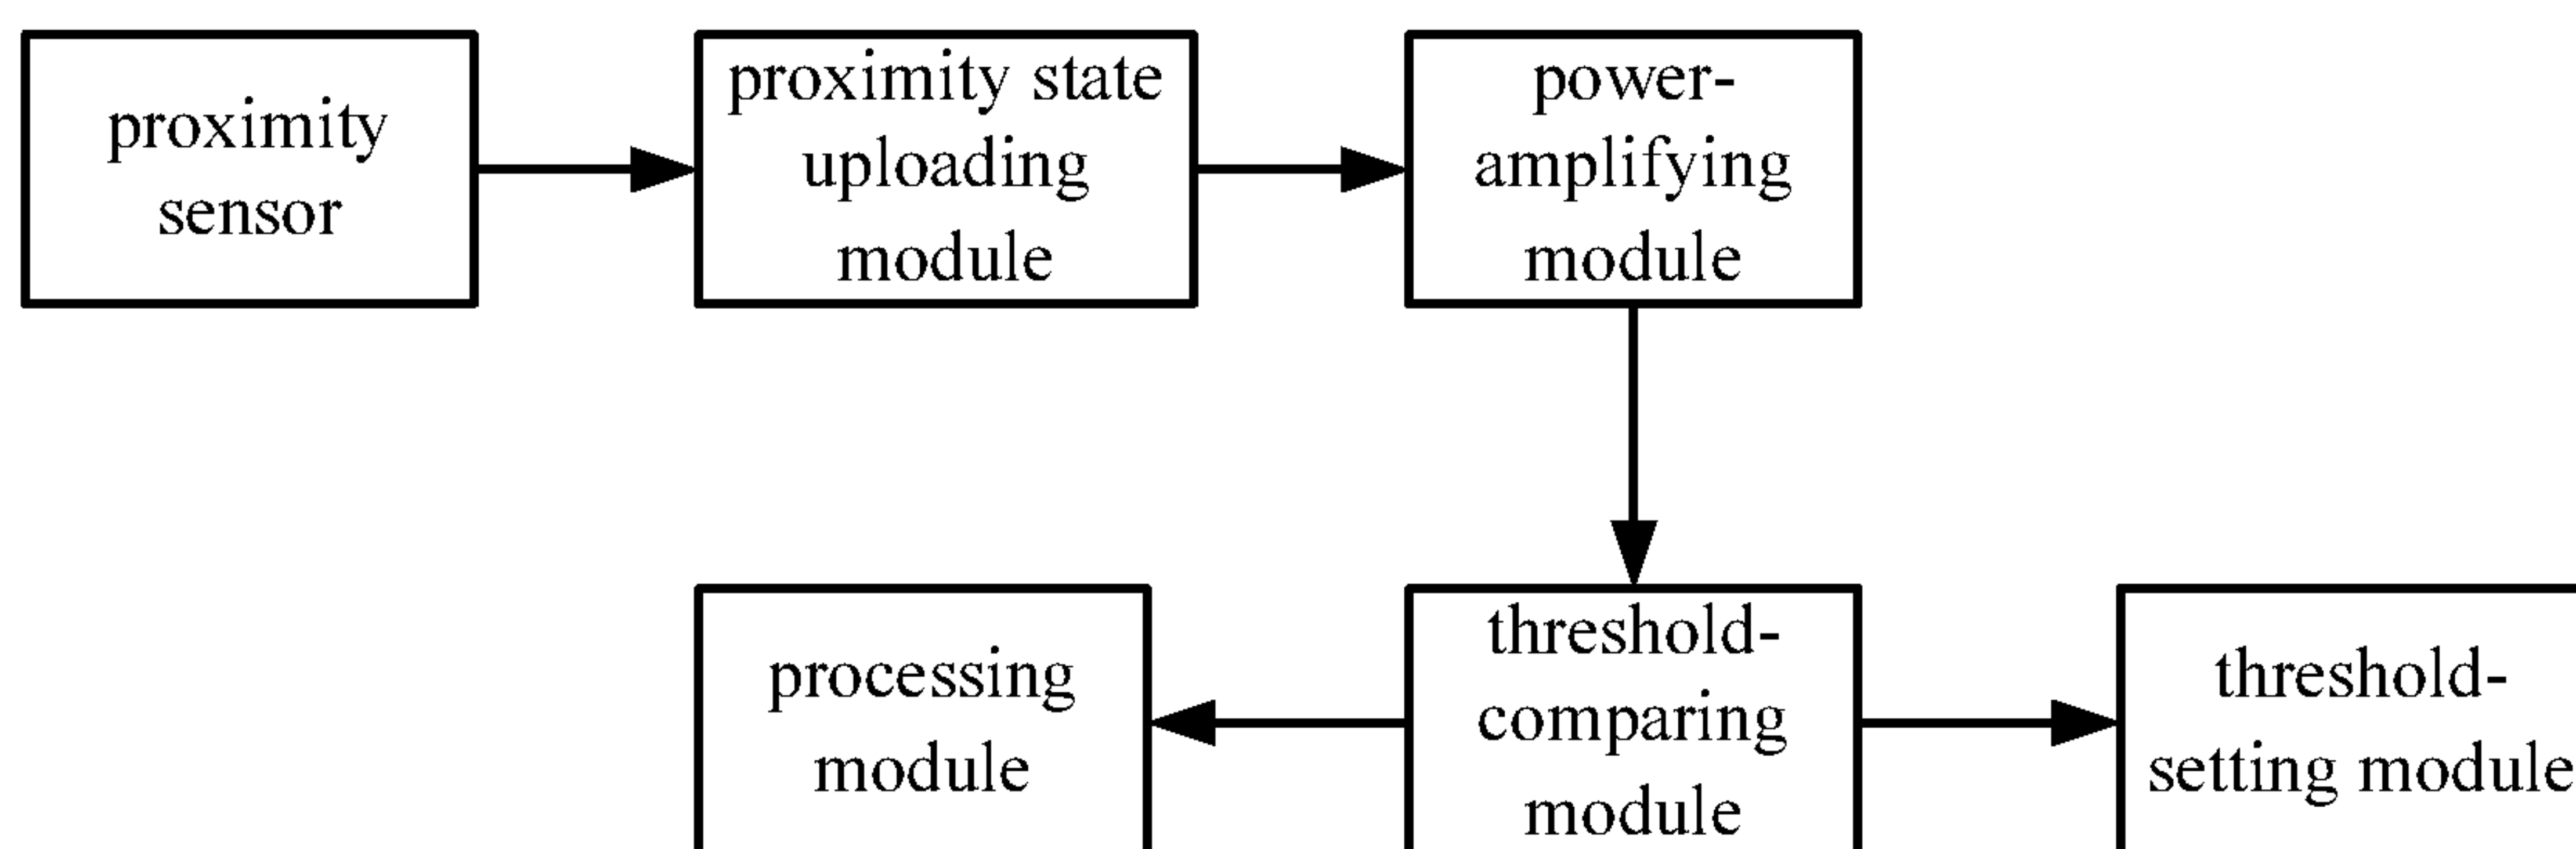 proximity
sensor
proximity state
uploading
module
power-
amplifying
module
processing
module
threshold-
comparing
module
threshold-
setting module